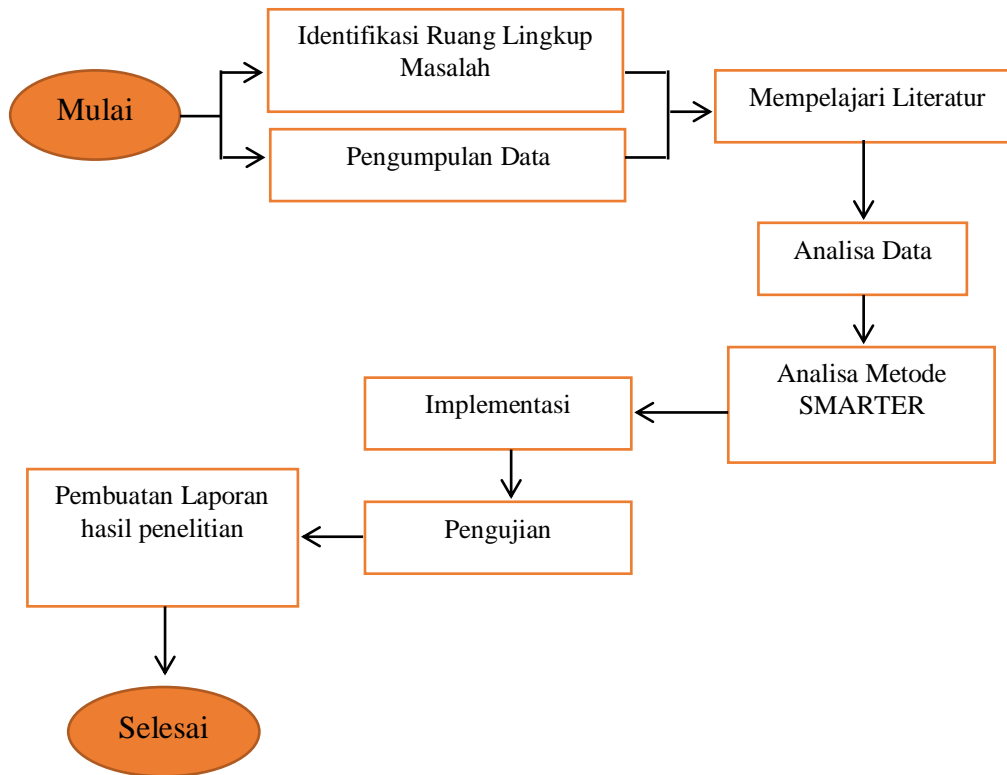 Mulai
Identifikasi Ruang Lingkup
Masalah
Pengumpulan Data
Mempelajari Literatur
Analisa Data
Analisa Metode
SMARTER
Implementasi
Pengujian
Pembuatan Laporan
hasil penelitian
Selesai